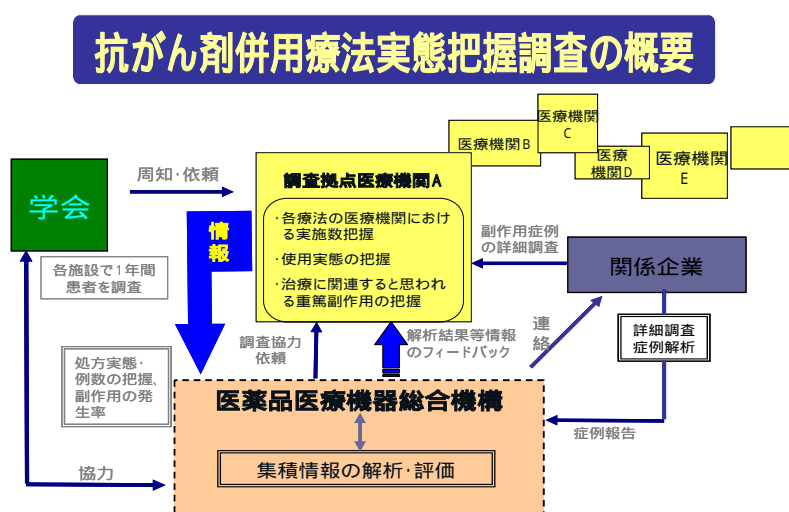 抗がん剤併用療法実態把握調査の概要
医療機関B
医療機関
C
医療
機関D
医療機関
E
学会
周知・依頼
調査拠点医療機関A
・各療法の医療機関におけ
る実施数把握
・使用実態の把握
・治療に関連すると思われ
る重篤副作用の把握
情
報
副作用症例
の詳細調査
関係企業
各施設で1年間
患者を調査
調査協力
依頼
解析結果等情報
のフィードバック
連
絡
詳細調査
症例解析
処方実態・
例数の把握、
副作用の発
生率
医薬品医療機器総合機構
症例報告
集積情報の解析・評価
協力